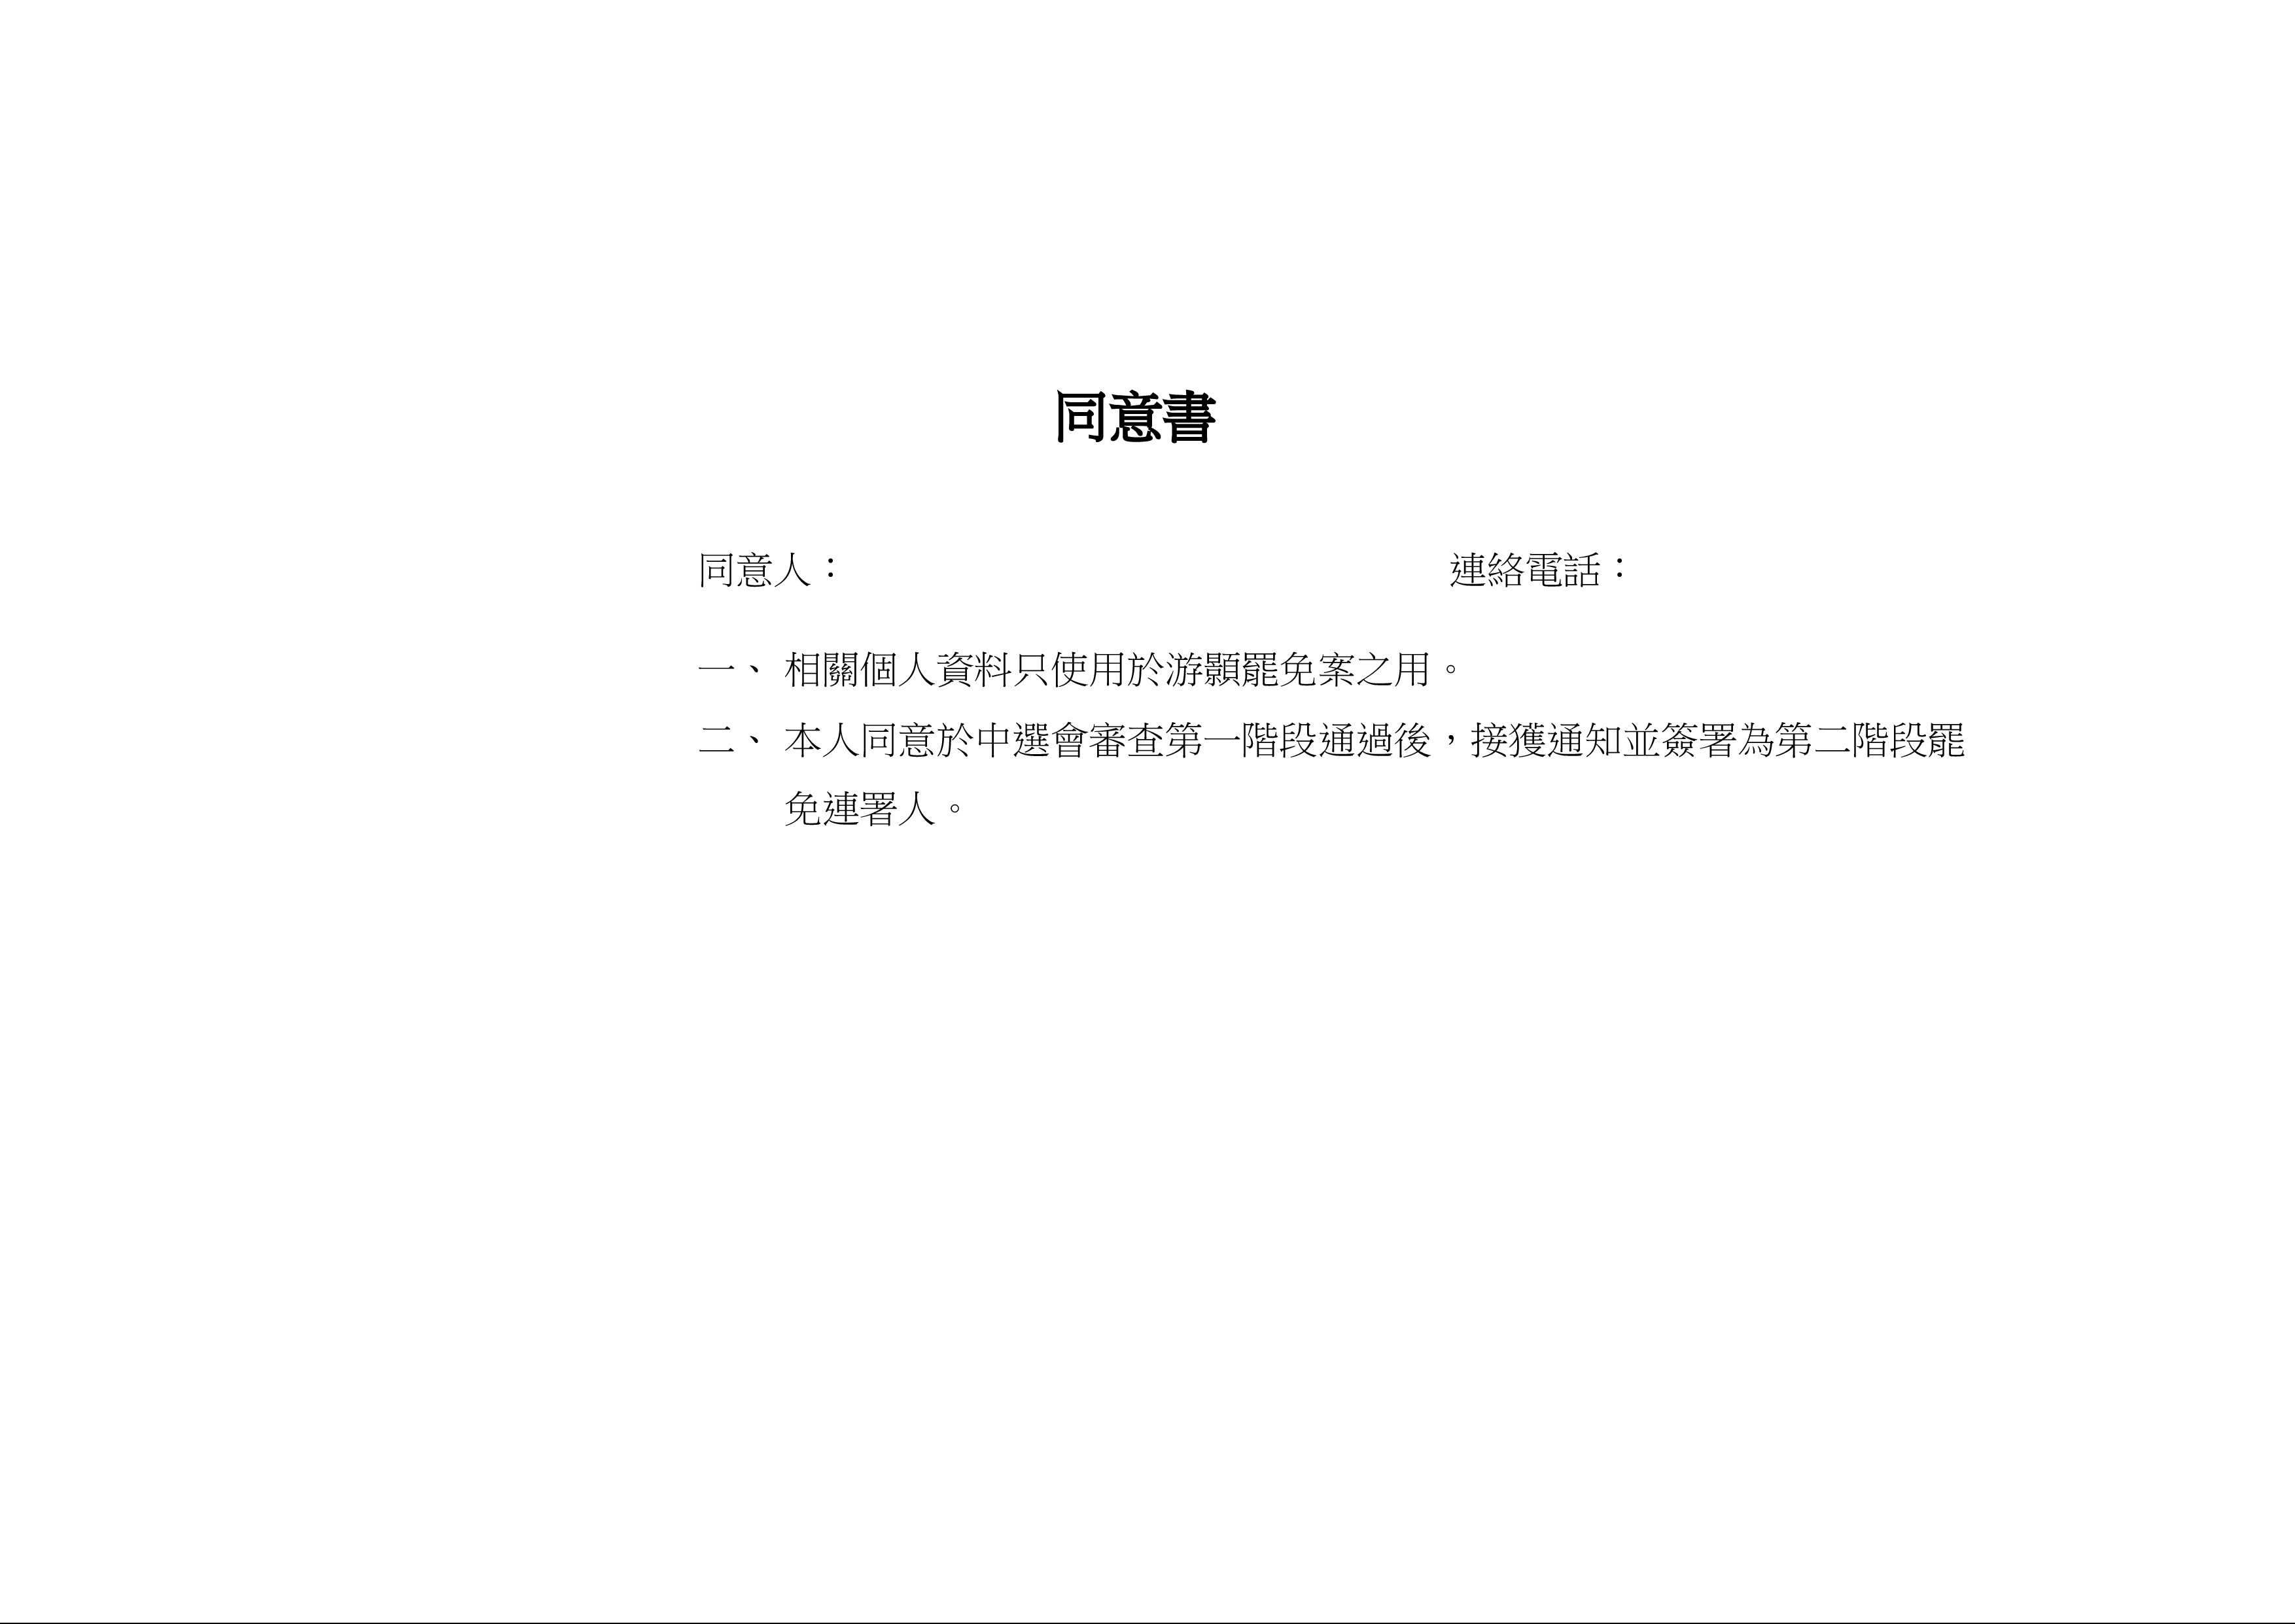 同意書
同意人： 連絡電話：
一、 相關個人資料只使用於游顥罷免案之用。
二、 本人同意於中選會審查第一階段通過後，接獲通知並簽署為第二階段罷
免連署人。